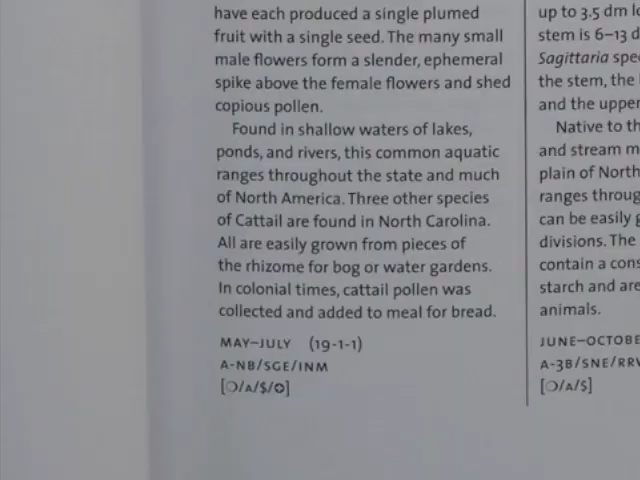 have each produced a single plumed
fruit with a single seed. The many small
male flowers form a slender, ephemeral
spike above the female flowers and shed
copious pollen.
Found in shallow waters of lakes,
ponds, and rivers, this common aquatic
ranges throughout the state and much
of North America. Three other species
of Cattail are found in North Carolina.
All are easily grown from pieces of
the rhizome for bog or water gardens.
In colonial times, cattail pollen was
collected and added to meal for bread.
MAY–JULY (19-1-1)
A-NB/SGE/INM
[❍/A/$/✪]
up to 3.5 dm
stem is 6–13
Sagittaria
the stem, the
and the upper
Native to
and stream
plain of North
ranges
can be easily
divisions. The
contain a
starch and are
animals.
JUNE–
A-3B/SNE/
[❍/A/$]